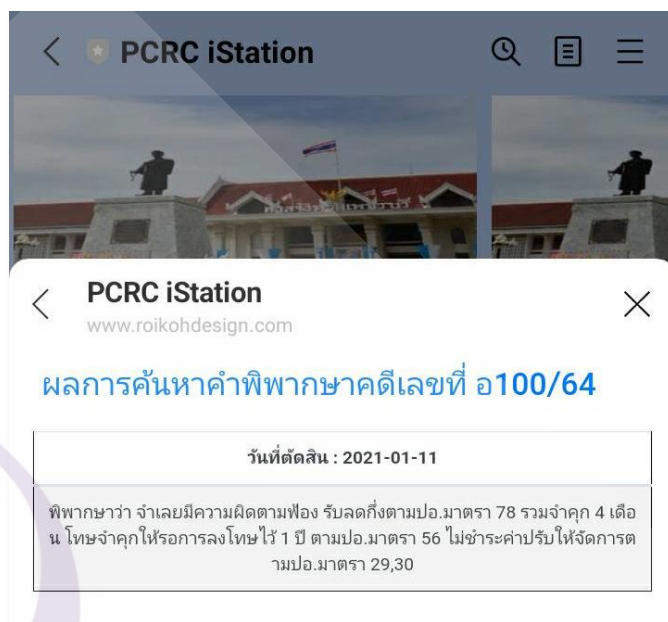 PCRC iStation
PCRC iStation
www.roikohdesign.com
ผลการค้นหาคำพิพากษาคดีเลขที่ อ100/64
วันที่ตัดสิน : 2021-01-11
พิพากษาว่า จำเลยมีความผิดตามฟ้อง รับลดกึ่งตามปอ.มาตรา 78 รวมจำคุก 4 เดือ
น โทษจำคุกให้รอการลงโทษไว้ 1 ปี ตามปอ.มาตรา 56 ไม่ชำระค่าปรับให้จัดการต
ามปอ.มาตรา 29,30